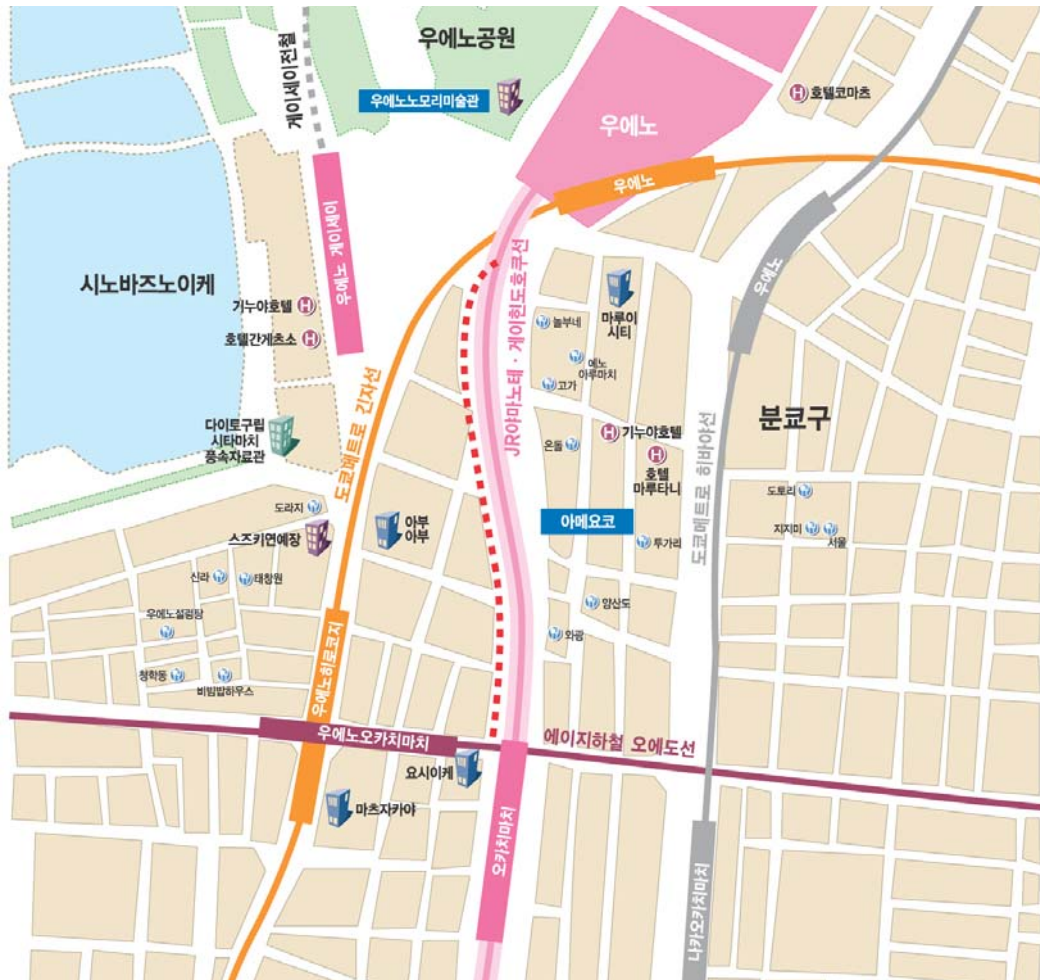 우에노공원
게이세이전철
우에노노모리미술관
호텔코마츠
우에노
우에노
우에노 게이세이
시노바즈노이케
기누야호텔
호텔간게츠소
JR야마노테 · 게이힌도호쿠선
마루이
시티
놀부네
에노
아루마치
고가
우에노
도쿄메트로 긴자선
다이토구립
시타마치
풍속자료관
온돌
기누야호텔
호텔
마루타니
분쿄구
도쿄메트로 히바야선
도토리
지지미
서울
도라지
스즈키연예장
아부
아부
아메요코
투가리
신라
태창원
우에노설렁탕
암산도
와광
청학동
비빔밥하우스
우에노히로코지
우에노오카치마치
에이지하철 오에도선
요시이케
마츠자카야
오카치마치
나카오카치마치